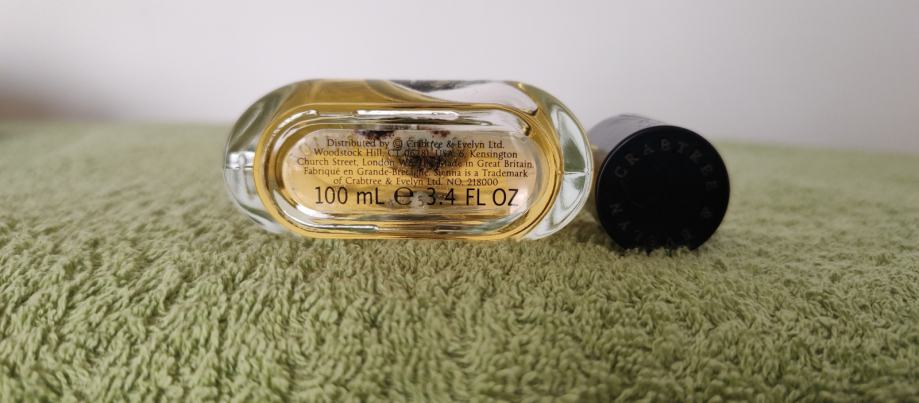 Distributed by © Crabtree & Evelyn Ltd.
Woodstock Hill, CT 06281, USA. 6, Kensington
Church Street, London Made in Great Britain
Fabriqué en Grande-Bretagne. Sienna is a Trademark
of Crabtree & Evelyn Ltd. NO. 218000
100 mL ℮ 3.4 FL OZ
CRABTREE & EVELYN